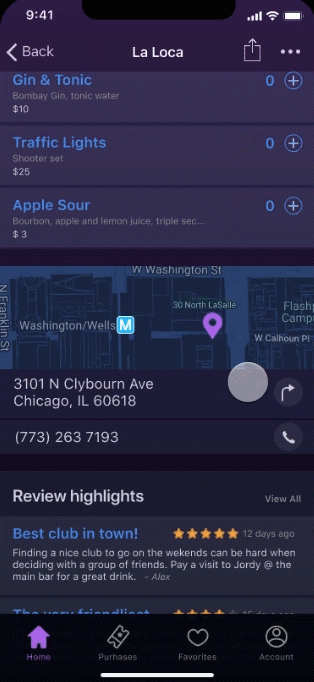 9:41
Back
La Loca
Gin & Tonic 0
Bombay Gin, tonic water
$10
Traffic Lights 0
Shooter set
$25
Apple Sour 0
Bourbon, apple and lemon juice, triple sec...
$ 3
W Washington St
N Franklin St
30 North LaSalle
Flash
Camp
Washington/Wells M
W Calhoun Pl
3101 N Clybourn Ave
Chicago, IL 60618
(773) 263 7193
Review highlights
View All
Best club in town! 12 days ago
Finding a nice club to go on the wekends can be hard when
deciding with a group of friends. Pay a visit to Jordy @ the
main bar for a great drink. - Alex
The very friendliest
Home
Purhases
Favorites
Account